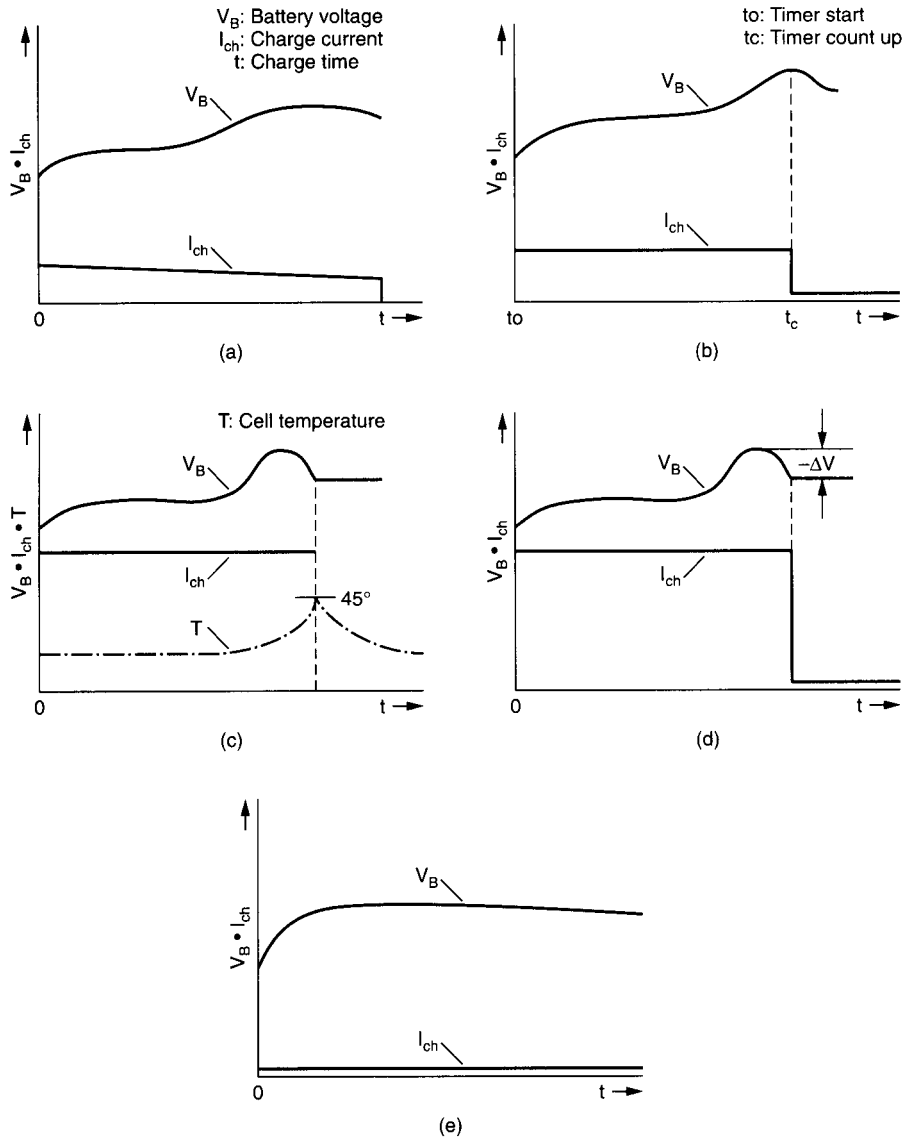 V_B: Battery voltage
I_ch: Charge current
t: Charge time
V_B
V_B • I_ch
I_ch
0
t
(a)
to: Timer start
tc: Timer count up
V_B
V_B • I_ch
I_ch
to
t_c
t
(b)
T: Cell temperature
V_B
V_B • I_ch • T
I_ch
45°
T
0
t
(c)
V_B
–ΔV
V_B • I_ch
I_ch
0
t
(d)
V_B
V_B • I_ch
I_ch
0
t
(e)